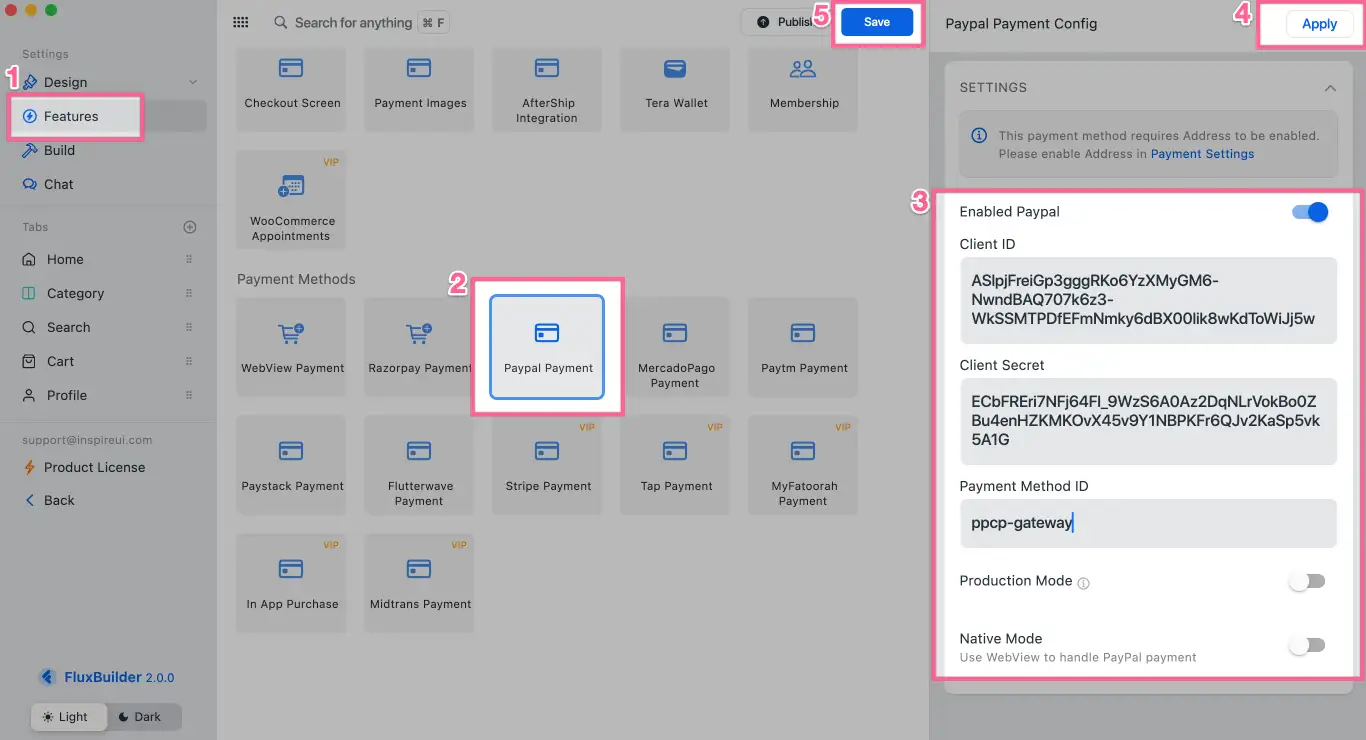 Settings
1
Design
Features
Build
Chat
Tabs
Home
Category
Search
Cart
Profile
support@inspireui.com
Product License
Back
FluxBuilder 2.0.0
Light
Dark
Search for anything
⌘ F
Publish
5
Save
Checkout Screen
Payment Images
AfterShip
Integration
Tera Wallet
Membership
VIP
WooCommerce
Appointments
Payment Methods
2
WebView Payment
Razorpay Payment
Paypal Payment
MercadoPago
Payment
Paytm Payment
Paystack Payment
Flutterwave
Payment
VIP
Stripe Payment
VIP
Tap Payment
VIP
MyFatoorah
Payment
VIP
In App Purchase
VIP
Midtrans Payment
Paypal Payment Config
4
Apply
SETTINGS
This payment method requires Address to be enabled.
Please enable Address in Payment Settings
3
Enabled Paypal
Client ID
ASlpjFreiGp3gggRKo6YzXMyGM6-
NwndBAQ707k6z3-
WkSSMTPDfEFmNmky6dBX00lik8wKdToWiJj5w
Client Secret
ECbFREri7NFj64Fl_9WzS6A0Az2DqNLrVokBo0Z
Bu4enHZKMKOvX45v9Y1NBPKFr6QJv2KaSp5vk
5A1G
Payment Method ID
ppcp-gateway
Production Mode
Native Mode
Use WebView to handle PayPal payment